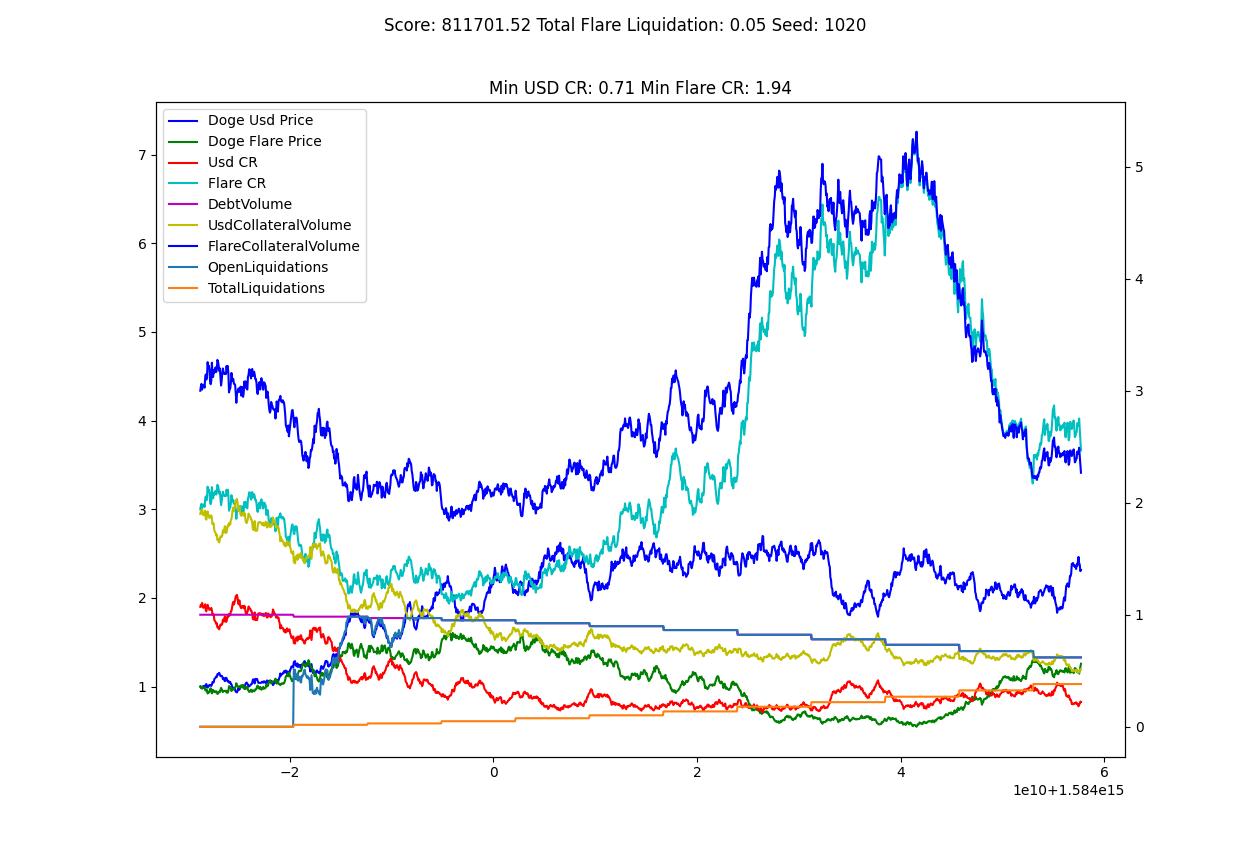 Score: 811701.52 Total Flare Liquidation: 0.05 Seed: 1020
Min USD CR: 0.71 Min Flare CR: 1.94
Doge Usd Price
Doge Flare Price
Usd CR
Flare CR
DebtVolume
UsdCollateralVolume
FlareCollateralVolume
OpenLiquidations
TotalLiquidations
7
6
5
4
3
2
1
5
4
3
2
1
0
−2
0
2
4
6
1e10+1.584e15